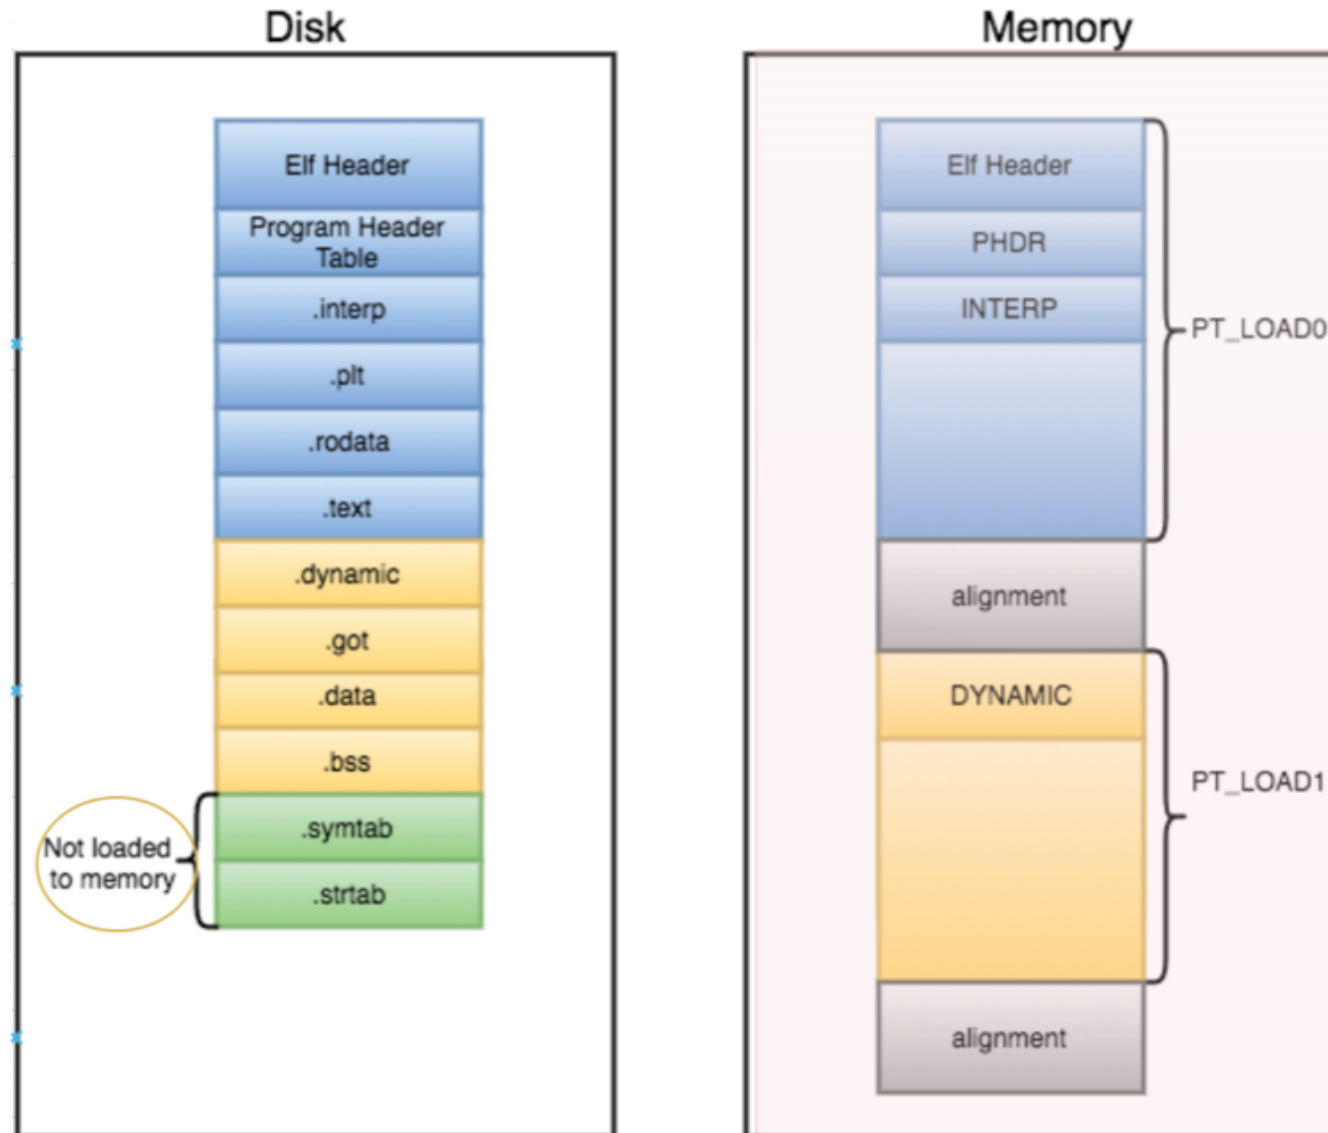 Disk
Elf Header
Program Header
Table
.interp
.plt
.rodata
.text
.dynamic
.got
.data
.bss
.symtab
.strtab
Not loaded
to memory
Memory
Elf Header
PHDR
INTERP
PT_LOAD0
alignment
DYNAMIC
PT_LOAD1
alignment